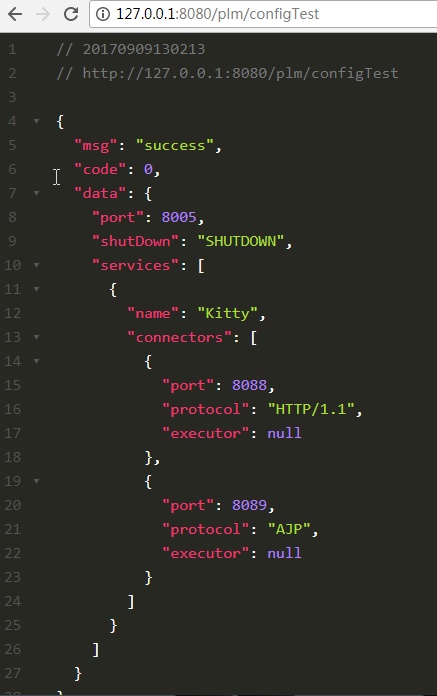 127.0.0.1:8080/plm/configTest
1 // 20170909130213
2 // http://127.0.0.1:8080/plm/configTest
3
4 {
5 "msg": "success",
6 "code": 0,
7 "data": {
8 "port": 8005,
9 "shutDown": "SHUTDOWN",
10 "services": [
11 {
12 "name": "Kitty",
13 "connectors": [
14 {
15 "port": 8088,
16 "protocol": "HTTP/1.1",
17 "executor": null
18 },
19 {
20 "port": 8089,
21 "protocol": "AJP",
22 "executor": null
23 }
24 ]
25 }
26 ]
27 }